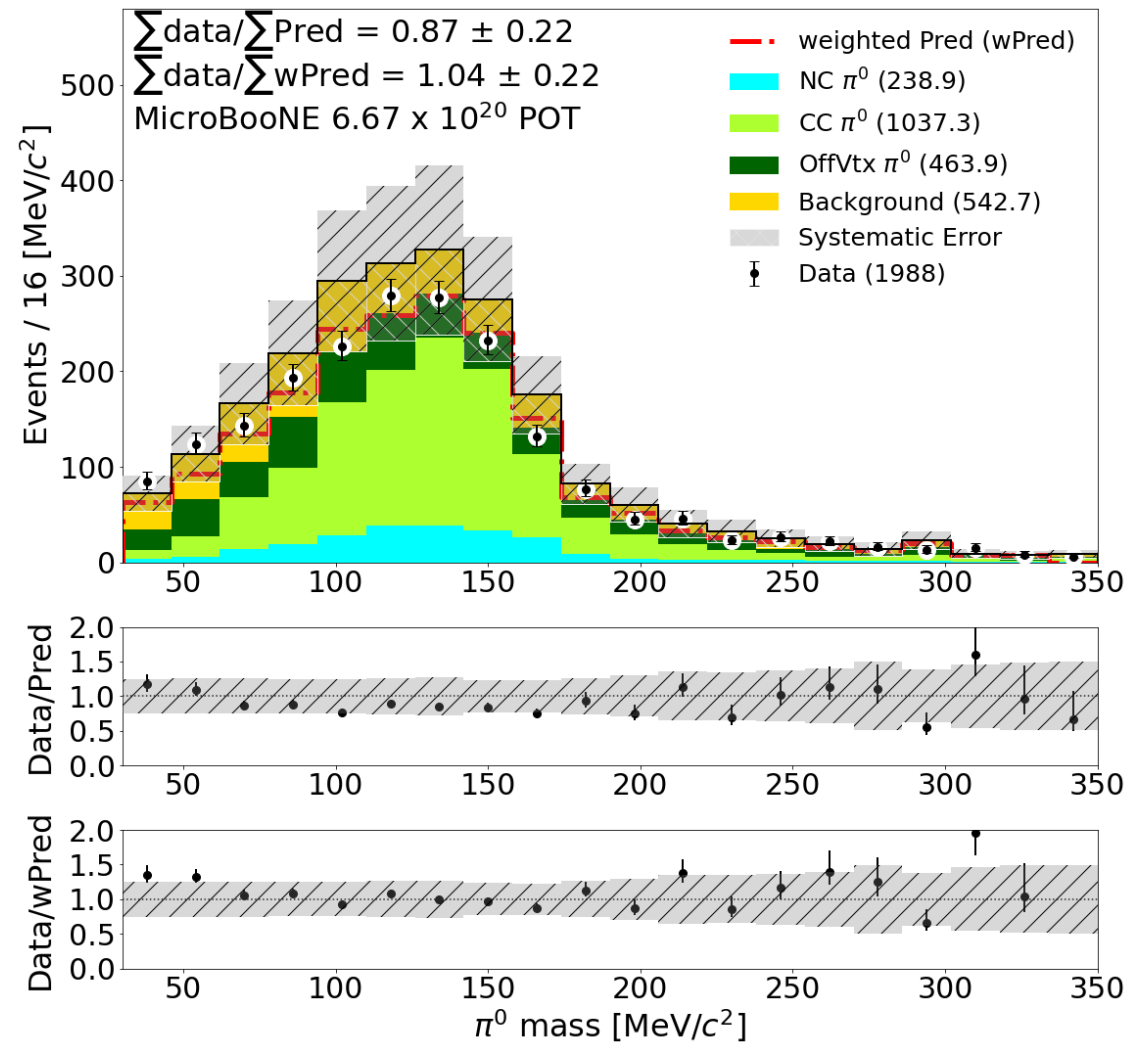 ∑data/∑Pred = 0.87 ± 0.22
∑data/∑wPred = 1.04 ± 0.22
MicroBooNE 6.67 x 10²⁰ POT
weighted Pred (wPred)
NC π⁰ (238.9)
CC π⁰ (1037.3)
OffVtx π⁰ (463.9)
Background (542.7)
Systematic Error
Data (1988)
Events / 16 [MeV/c²]
500
400
300
200
100
0
50 100 150 200 250 300 350
Data/Pred
2.0
1.5
1.0
0.5
0.0
50 100 150 200 250 300 350
Data/wPred
2.0
1.5
1.0
0.5
0.0
50 100 150 200 250 300 350
π⁰ mass [MeV/c²]